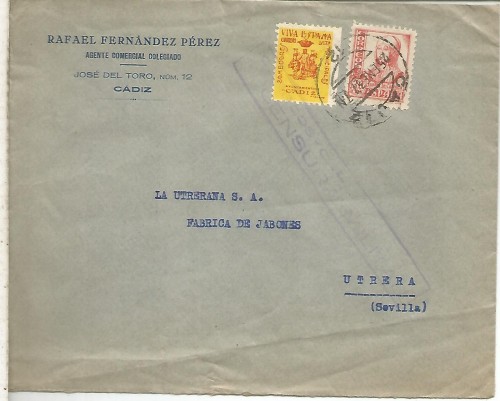 RAFAEL FERNÁNDEZ PÉREZ
AGENTE COMERCIAL COLEGIADO
JOSÉ DEL TORO, NÚM. 12
CÁDIZ
VIVA ESPAÑA
CADIZ
LA UTRERANA S. A.
FABRICA DE JABONES
UTRERA
(Sevilla)